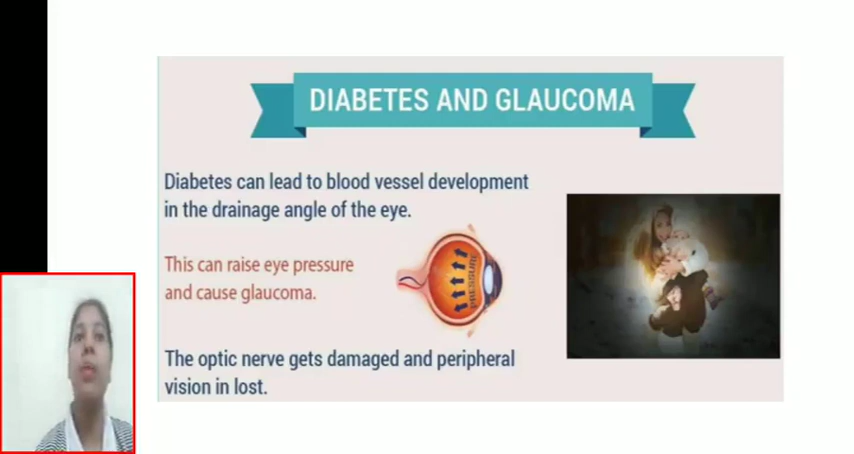 DIABETES AND GLAUCOMA
Diabetes can lead to blood vessel development
in the drainage angle of the eye.
This can raise eye pressure
and cause glaucoma.
PRESSURE
The optic nerve gets damaged and peripheral
vision in lost.